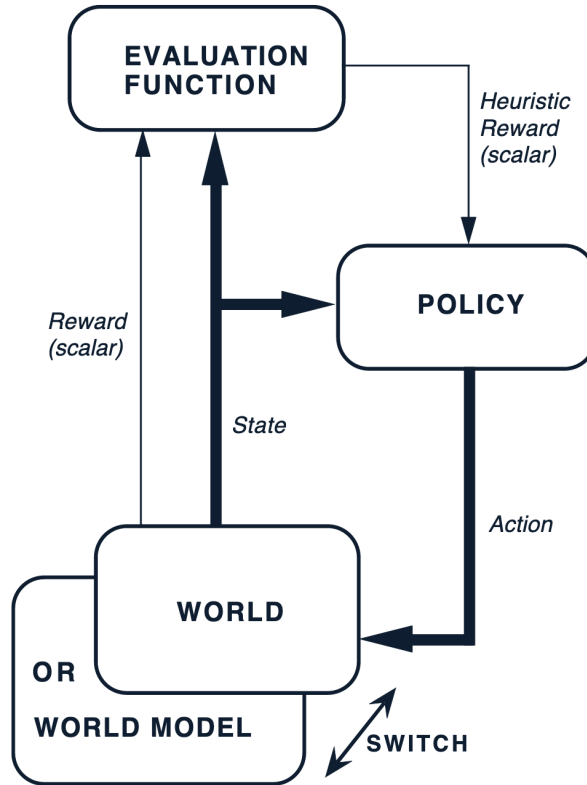 EVALUATION
FUNCTION
Heuristic
Reward
(scalar)
POLICY
Reward
(scalar)
State
Action
WORLD
OR
WORLD MODEL
SWITCH